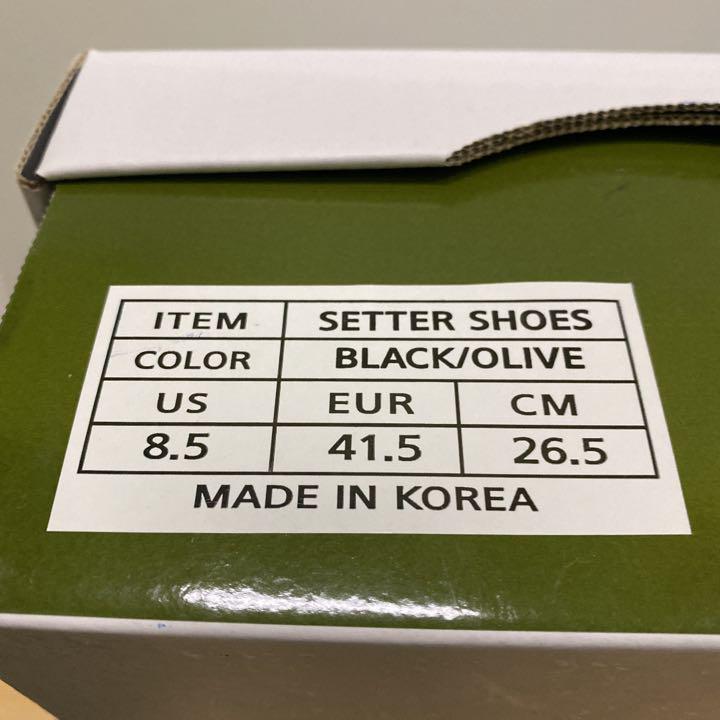 ITEM SETTER SHOES
COLOR BLACK/OLIVE
US EUR CM
8.5 41.5 26.5
MADE IN KOREA